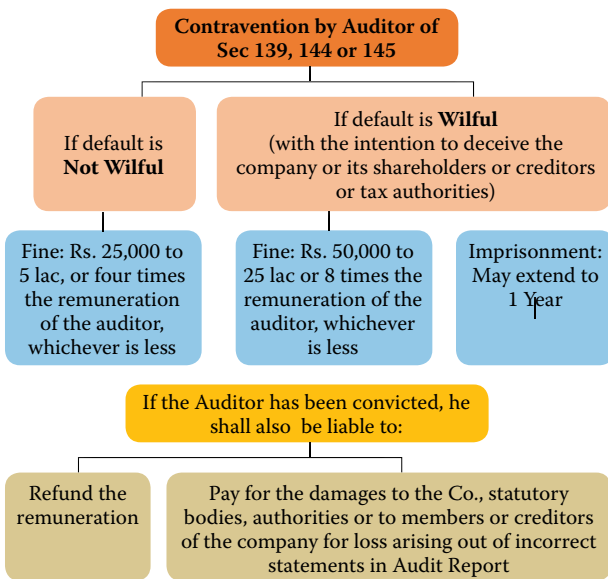 Contravention by Auditor of
Sec 139, 144 or 145
If default is
Not Wilful
If default is Wilful
(with the intention to deceive the
company or its shareholders or creditors
or tax authorities)
Fine: Rs. 25,000 to
5 lac, or four times
the remuneration
of the auditor,
whichever is less
Fine: Rs. 50,000 to
25 lac or 8 times the
remuneration of the
auditor, whichever
is less
Imprisonment:
May extend to
1 Year
If the Auditor has been convicted, he
shall also be liable to:
Refund the
remuneration
Pay for the damages to the Co., statutory
bodies, authorities or to members or creditors
of the company for loss arising out of incorrect
statements in Audit Report